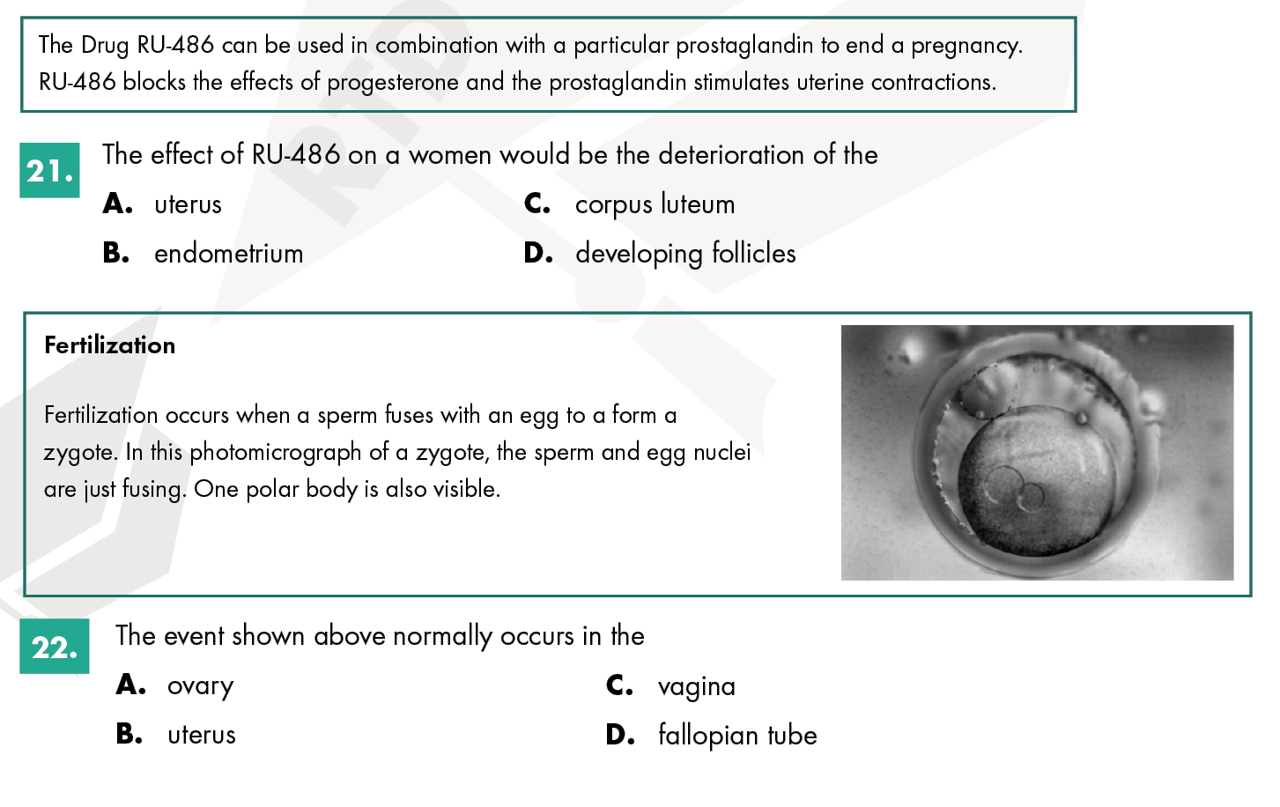 The Drug RU-486 can be used in combination with a particular prostaglandin to end a pregnancy.
RU-486 blocks the effects of progesterone and the prostaglandin stimulates uterine contractions.
21.
The effect of RU-486 on a women would be the deterioration of the
A. uterus
C. corpus luteum
B. endometrium
D. developing follicles
Fertilization
Fertilization occurs when a sperm fuses with an egg to a form a
zygote. In this photomicrograph of a zygote, the sperm and egg nuclei
are just fusing. One polar body is also visible.
22.
The event shown above normally occurs in the
A. ovary
C. vagina
B. uterus
D. fallopian tube
RTD